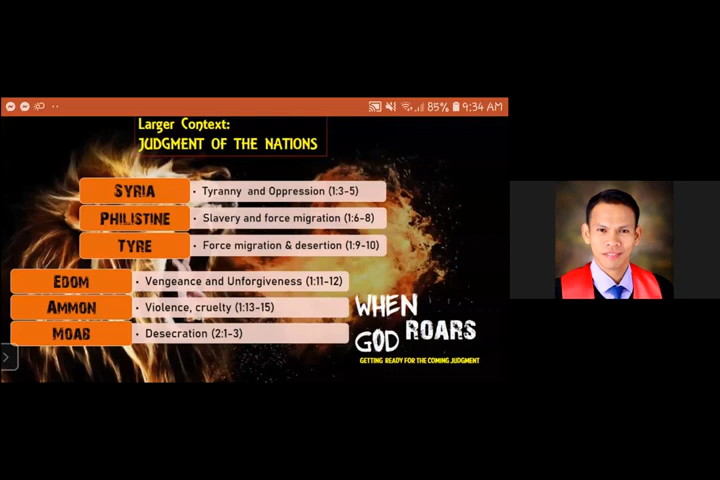 85% 9:34 AM
Larger Context:
JUDGMENT OF THE NATIONS
SYRIA
• Tyranny and Oppression (1:3-5)
PHILISTINE
• Slavery and force migration (1:6-8)
TYRE
• Force migration & desertion (1:9-10)
EDOM
• Vengeance and Unforgiveness (1:11-12)
AMMON
• Violence, cruelty (1:13-15)
MOAB
• Desecration (2:1-3)
WHEN
GOD ROARS
GETTING READY FOR THE COMING JUDGMENT